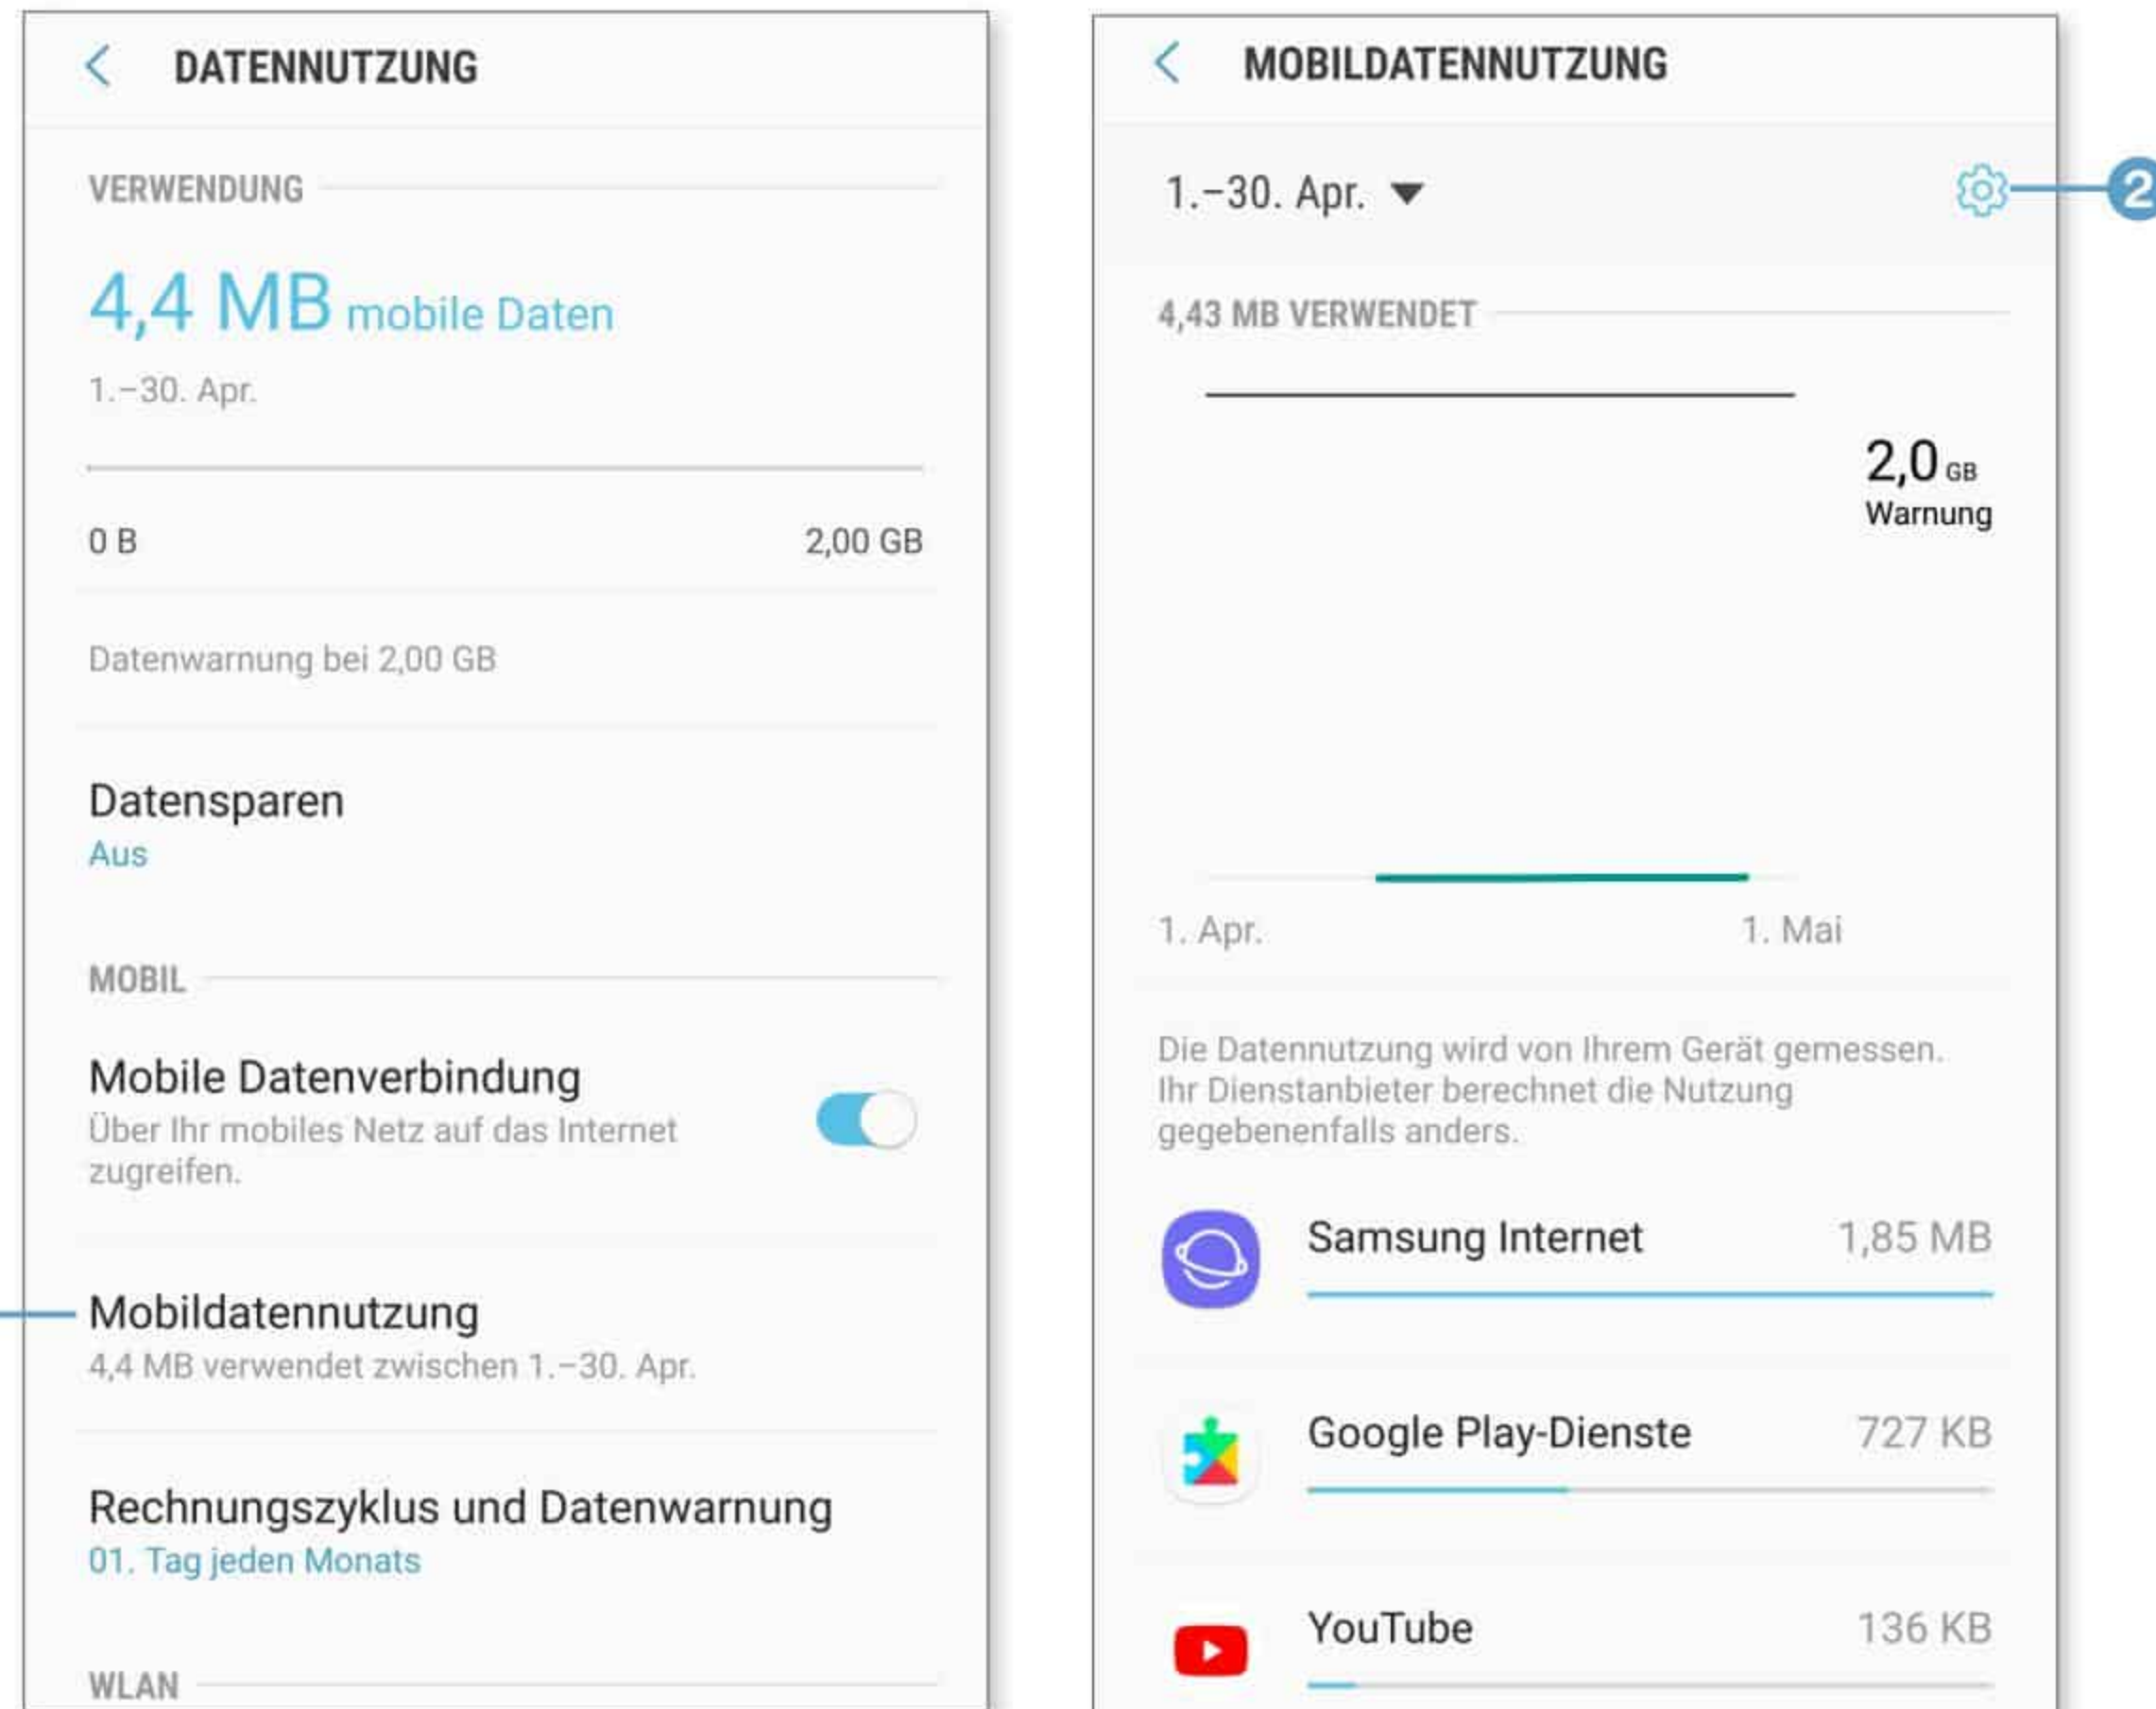 DATENNUTZUNG
VERWENDUNG
4,4 MB mobile Daten
1.–30. Apr.
0 B
2,00 GB
Datenwarnung bei 2,00 GB
Datensparen
Aus
MOBIL
Mobile Datenverbindung
Über Ihr mobiles Netz auf das Internet
zugreifen.
Mobildatennutzung
4,4 MB verwendet zwischen 1.–30. Apr.
Rechnungszyklus und Datenwarnung
01. Tag jeden Monats
WLAN
MOBILDATENNUTZUNG
1.–30. Apr.
2
4,43 MB VERWENDET
2,0 GB
Warnung
1. Apr.
1. Mai
Die Datennutzung wird von Ihrem Gerät gemessen.
Ihr Dienstanbieter berechnet die Nutzung
gegebenenfalls anders.
Samsung Internet
1,85 MB
Google Play-Dienste
727 KB
YouTube
136 KB